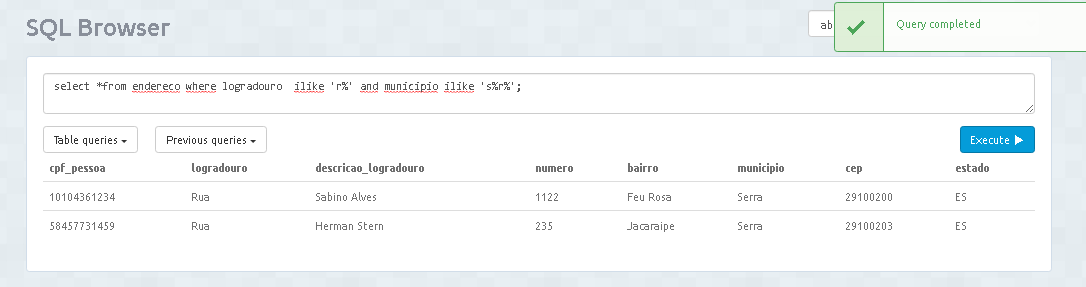 SQL Browser
ab
Query completed
select *from endereco where logradouro  ilike 'r%' and municipio ilike 's%r%';
Table queries
Previous queries
Execute
cpf_pessoa logradouro descricao_logradouro numero bairro municipio cep estado
10104361234 Rua Sabino Alves 1122 Feu Rosa Serra 29100200 ES
58457731459 Rua Herman Stern 235 Jacaraipe Serra 29100203 ES